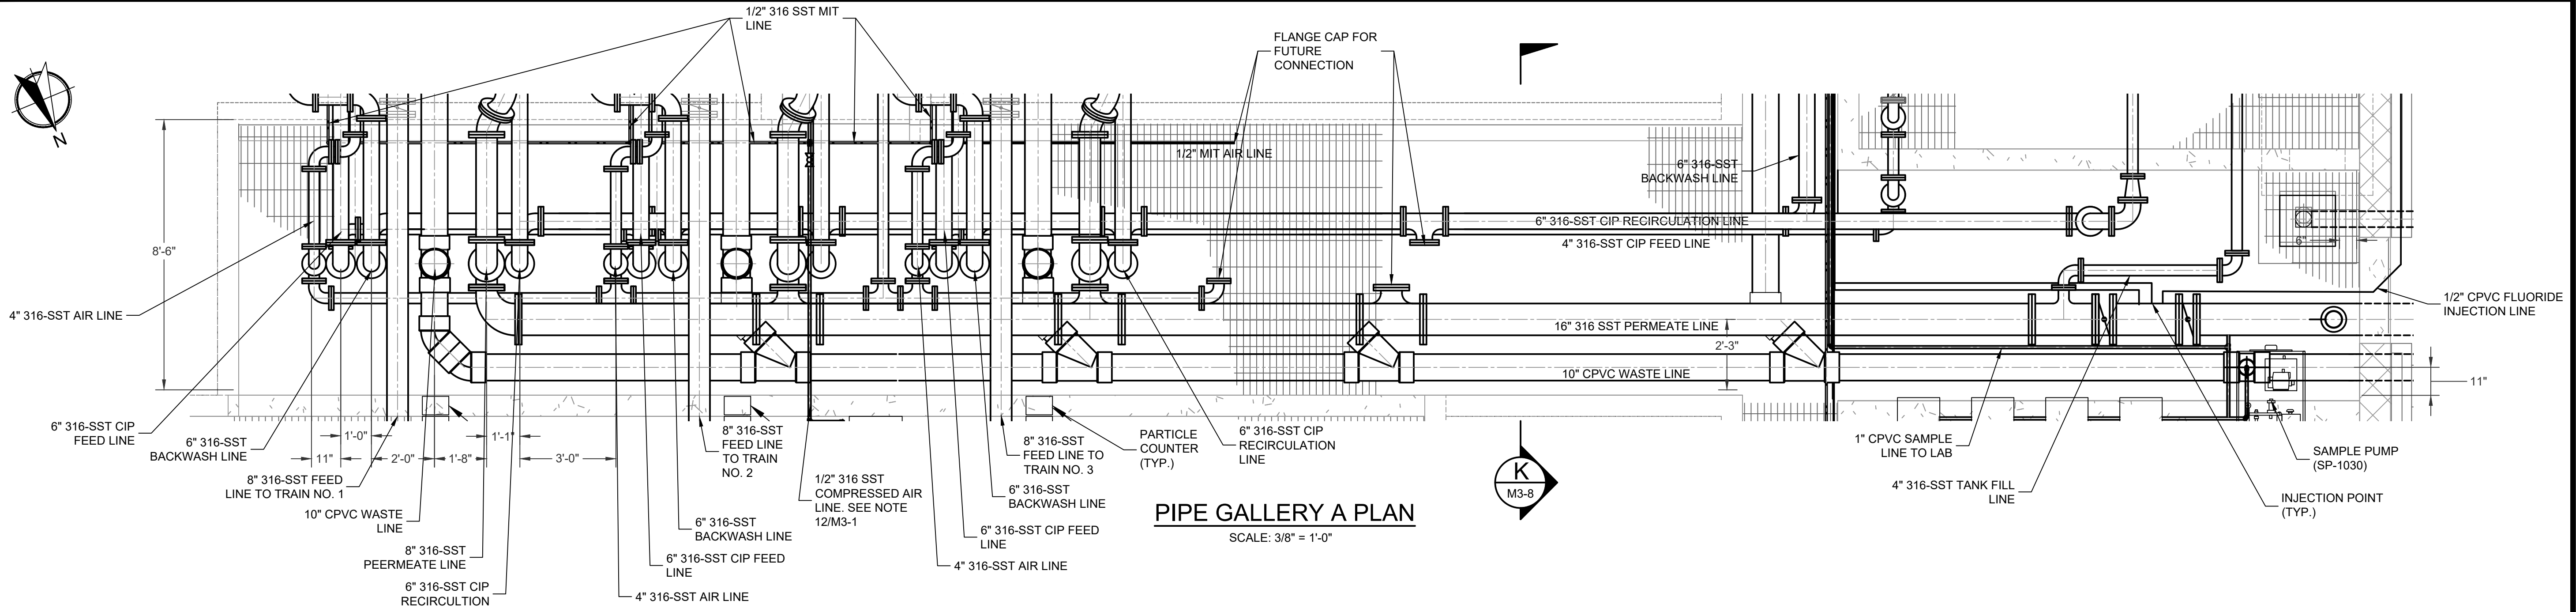 1/2" 316 SST MIT
LINE
FLANGE CAP FOR
FUTURE
CONNECTION
N
1/2" MIT AIR LINE
6" 316-SST
BACKWASH LINE
8'-6"
6" 316-SST CIP RECIRCULATION LINE
4" 316-SST CIP FEED LINE
6"
4" 316-SST AIR LINE
1/2" CPVC FLUORIDE
INJECTION LINE
16" 316 SST PERMEATE LINE
2'-3"
10" CPVC WASTE LINE
11"
6" 316-SST CIP
FEED LINE
6" 316-SST
BACKWASH LINE
1'-0"
1'-1"
11"
2'-0"
1'-8"
3'-0"
8" 316-SST FEED
LINE TO TRAIN NO. 1
10" CPVC WASTE
LINE
8" 316-SST
PEERMEATE LINE
6" 316-SST CIP
RECIRCULTION
8" 316-SST
FEED LINE
TO TRAIN
NO. 2
6" 316-SST
BACKWASH LINE
6" 316-SST CIP FEED
LINE
4" 316-SST AIR LINE
1/2" 316 SST
COMPRESSED AIR
LINE. SEE NOTE
12/M3-1
8" 316-SST
FEED LINE TO
TRAIN NO. 3
6" 316-SST
BACKWASH LINE
6" 316-SST CIP FEED
LINE
4" 316-SST AIR LINE
PARTICLE
COUNTER
(TYP.)
6" 316-SST CIP
RECIRCULATION
LINE
PIPE GALLERY A PLAN
SCALE: 3/8" = 1'-0"
K
M3-8
1" CPVC SAMPLE
LINE TO LAB
4" 316-SST TANK FILL
LINE
SAMPLE PUMP
(SP-1030)
INJECTION POINT
(TYP.)